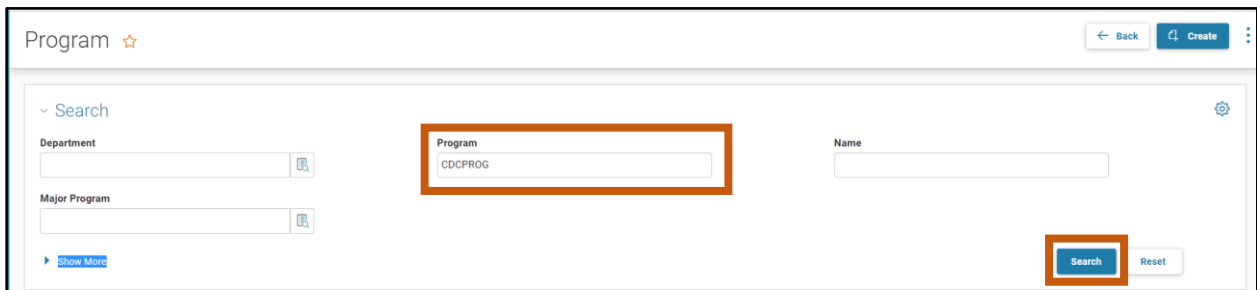 Program
Back
Create
Search
Department
Program
Name
CDCPROG
Major Program
Show More
Search
Reset